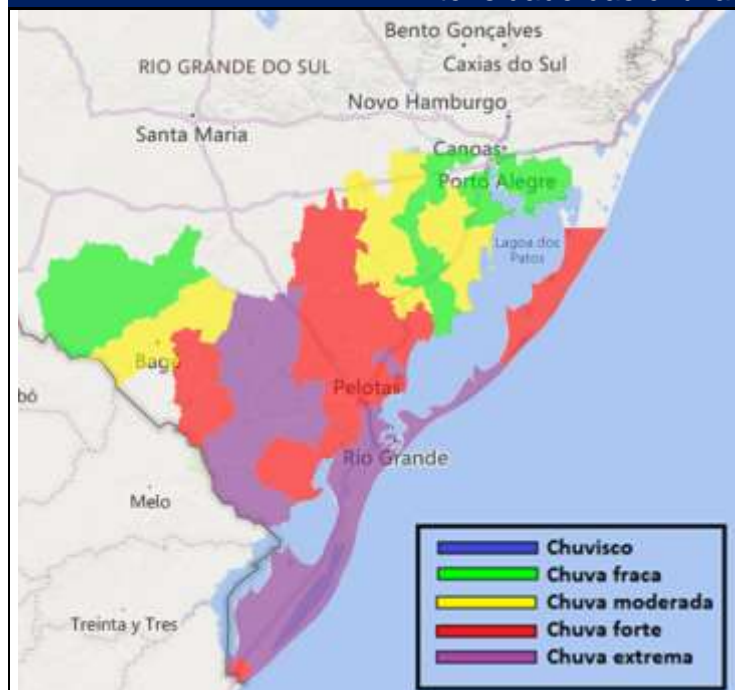 Bento Gonçalves
RIO GRANDE DO SUL
Caxias do Sul
Novo Hamburgo
Santa Maria
Canoas
Porto Alegre
Lagoa dos
Patos
Bagé
bó
Pelotas
Rio Grande
Melo
Treinta y Tres
Chuvisco
Chuva fraca
Chuva moderada
Chuva forte
Chuva extrema